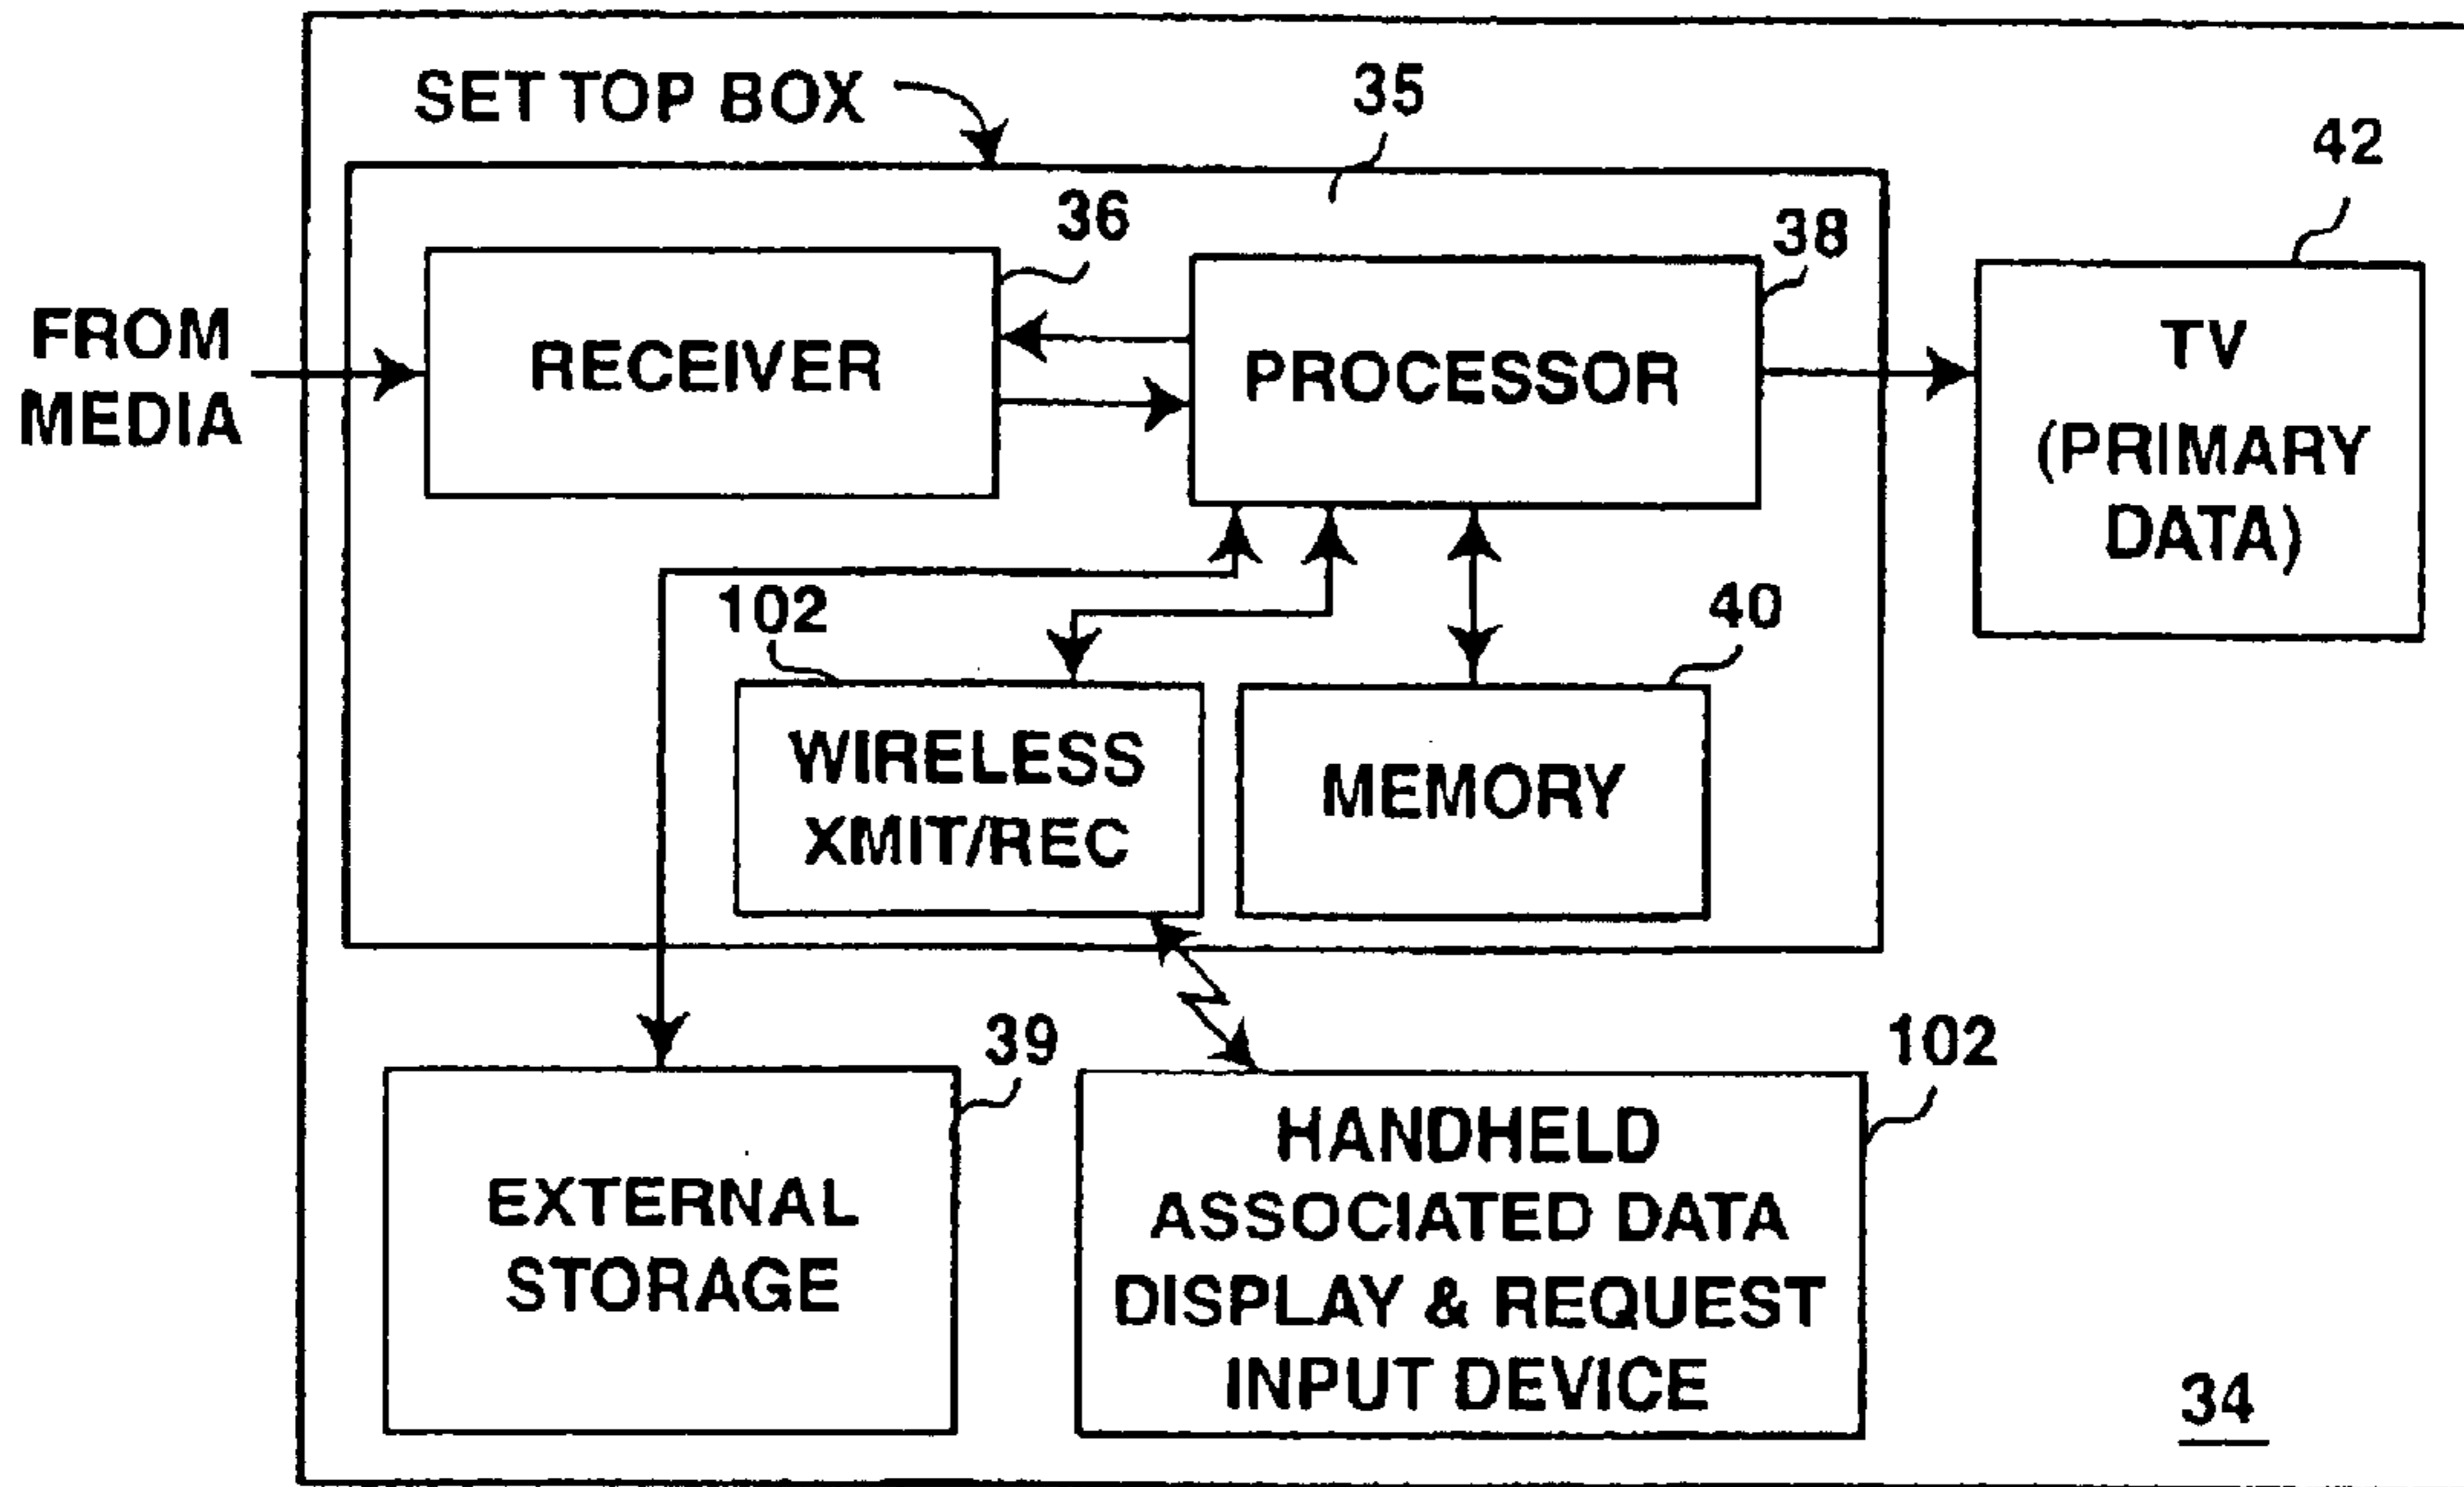 SET TOP BOX
35
42
36
38
FROM
MEDIA
RECEIVER
PROCESSOR
TV
(PRIMARY
DATA)
102
40
WIRELESS
XMIT/REC
MEMORY
39
102
EXTERNAL
STORAGE
HANDHELD
ASSOCIATED DATA
DISPLAY & REQUEST
INPUT DEVICE
34